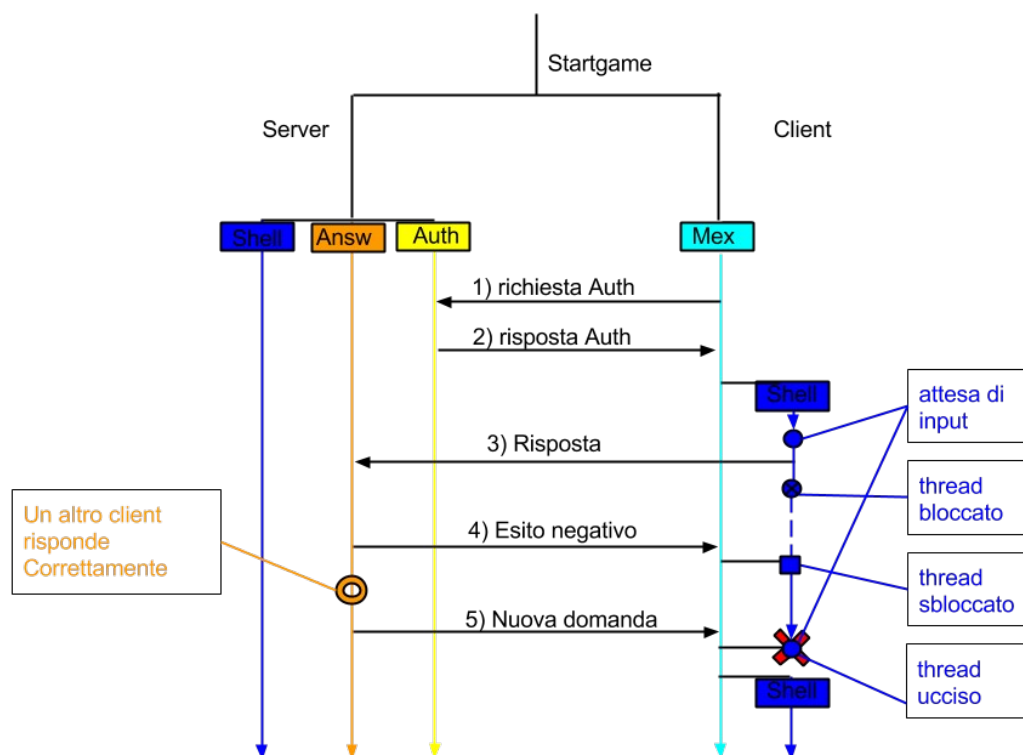 Startgame
Server
Client
Shell
Answ
Auth
Mex
1) richiesta Auth
2) risposta Auth
Shell
attesa di
input
3) Risposta
thread
bloccato
Un altro client
risponde
Correttamente
4) Esito negativo
thread
sbloccato
5) Nuova domanda
thread
ucciso
Shell